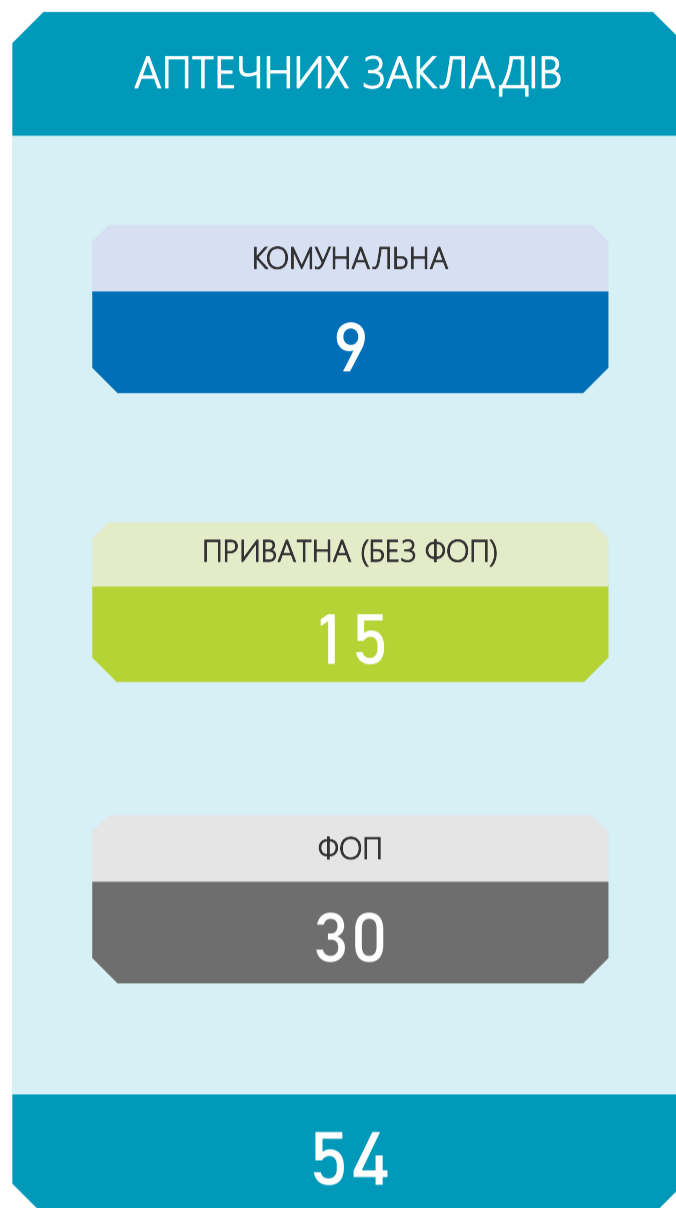 АПТЕЧНИХ ЗАКЛАДІВ
КОМУНАЛЬНА
9
ПРИВАТНА (БЕЗ ФОП)
15
ФОП
30
54